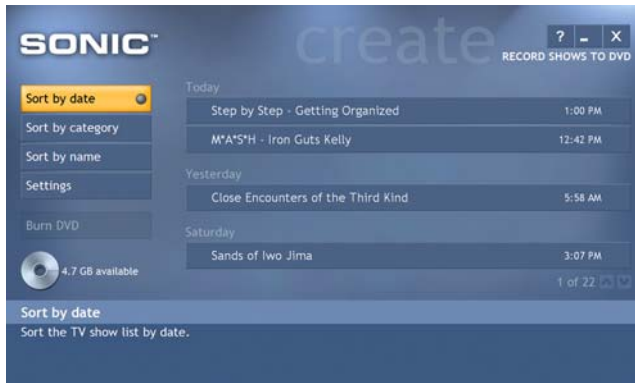 SONIC™
create
? _ X
RECORD SHOWS TO DVD
Sort by date
Sort by category
Sort by name
Settings
Burn DVD
4.7 GB available
Today
Step by Step - Getting Organized 1:00 PM
M*A*S*H - Iron Guts Kelly 12:42 PM
Yesterday
Close Encounters of the Third Kind 5:58 AM
Saturday
Sands of Iwo Jima 3:07 PM
1 of 22
Sort by date
Sort the TV show list by date.